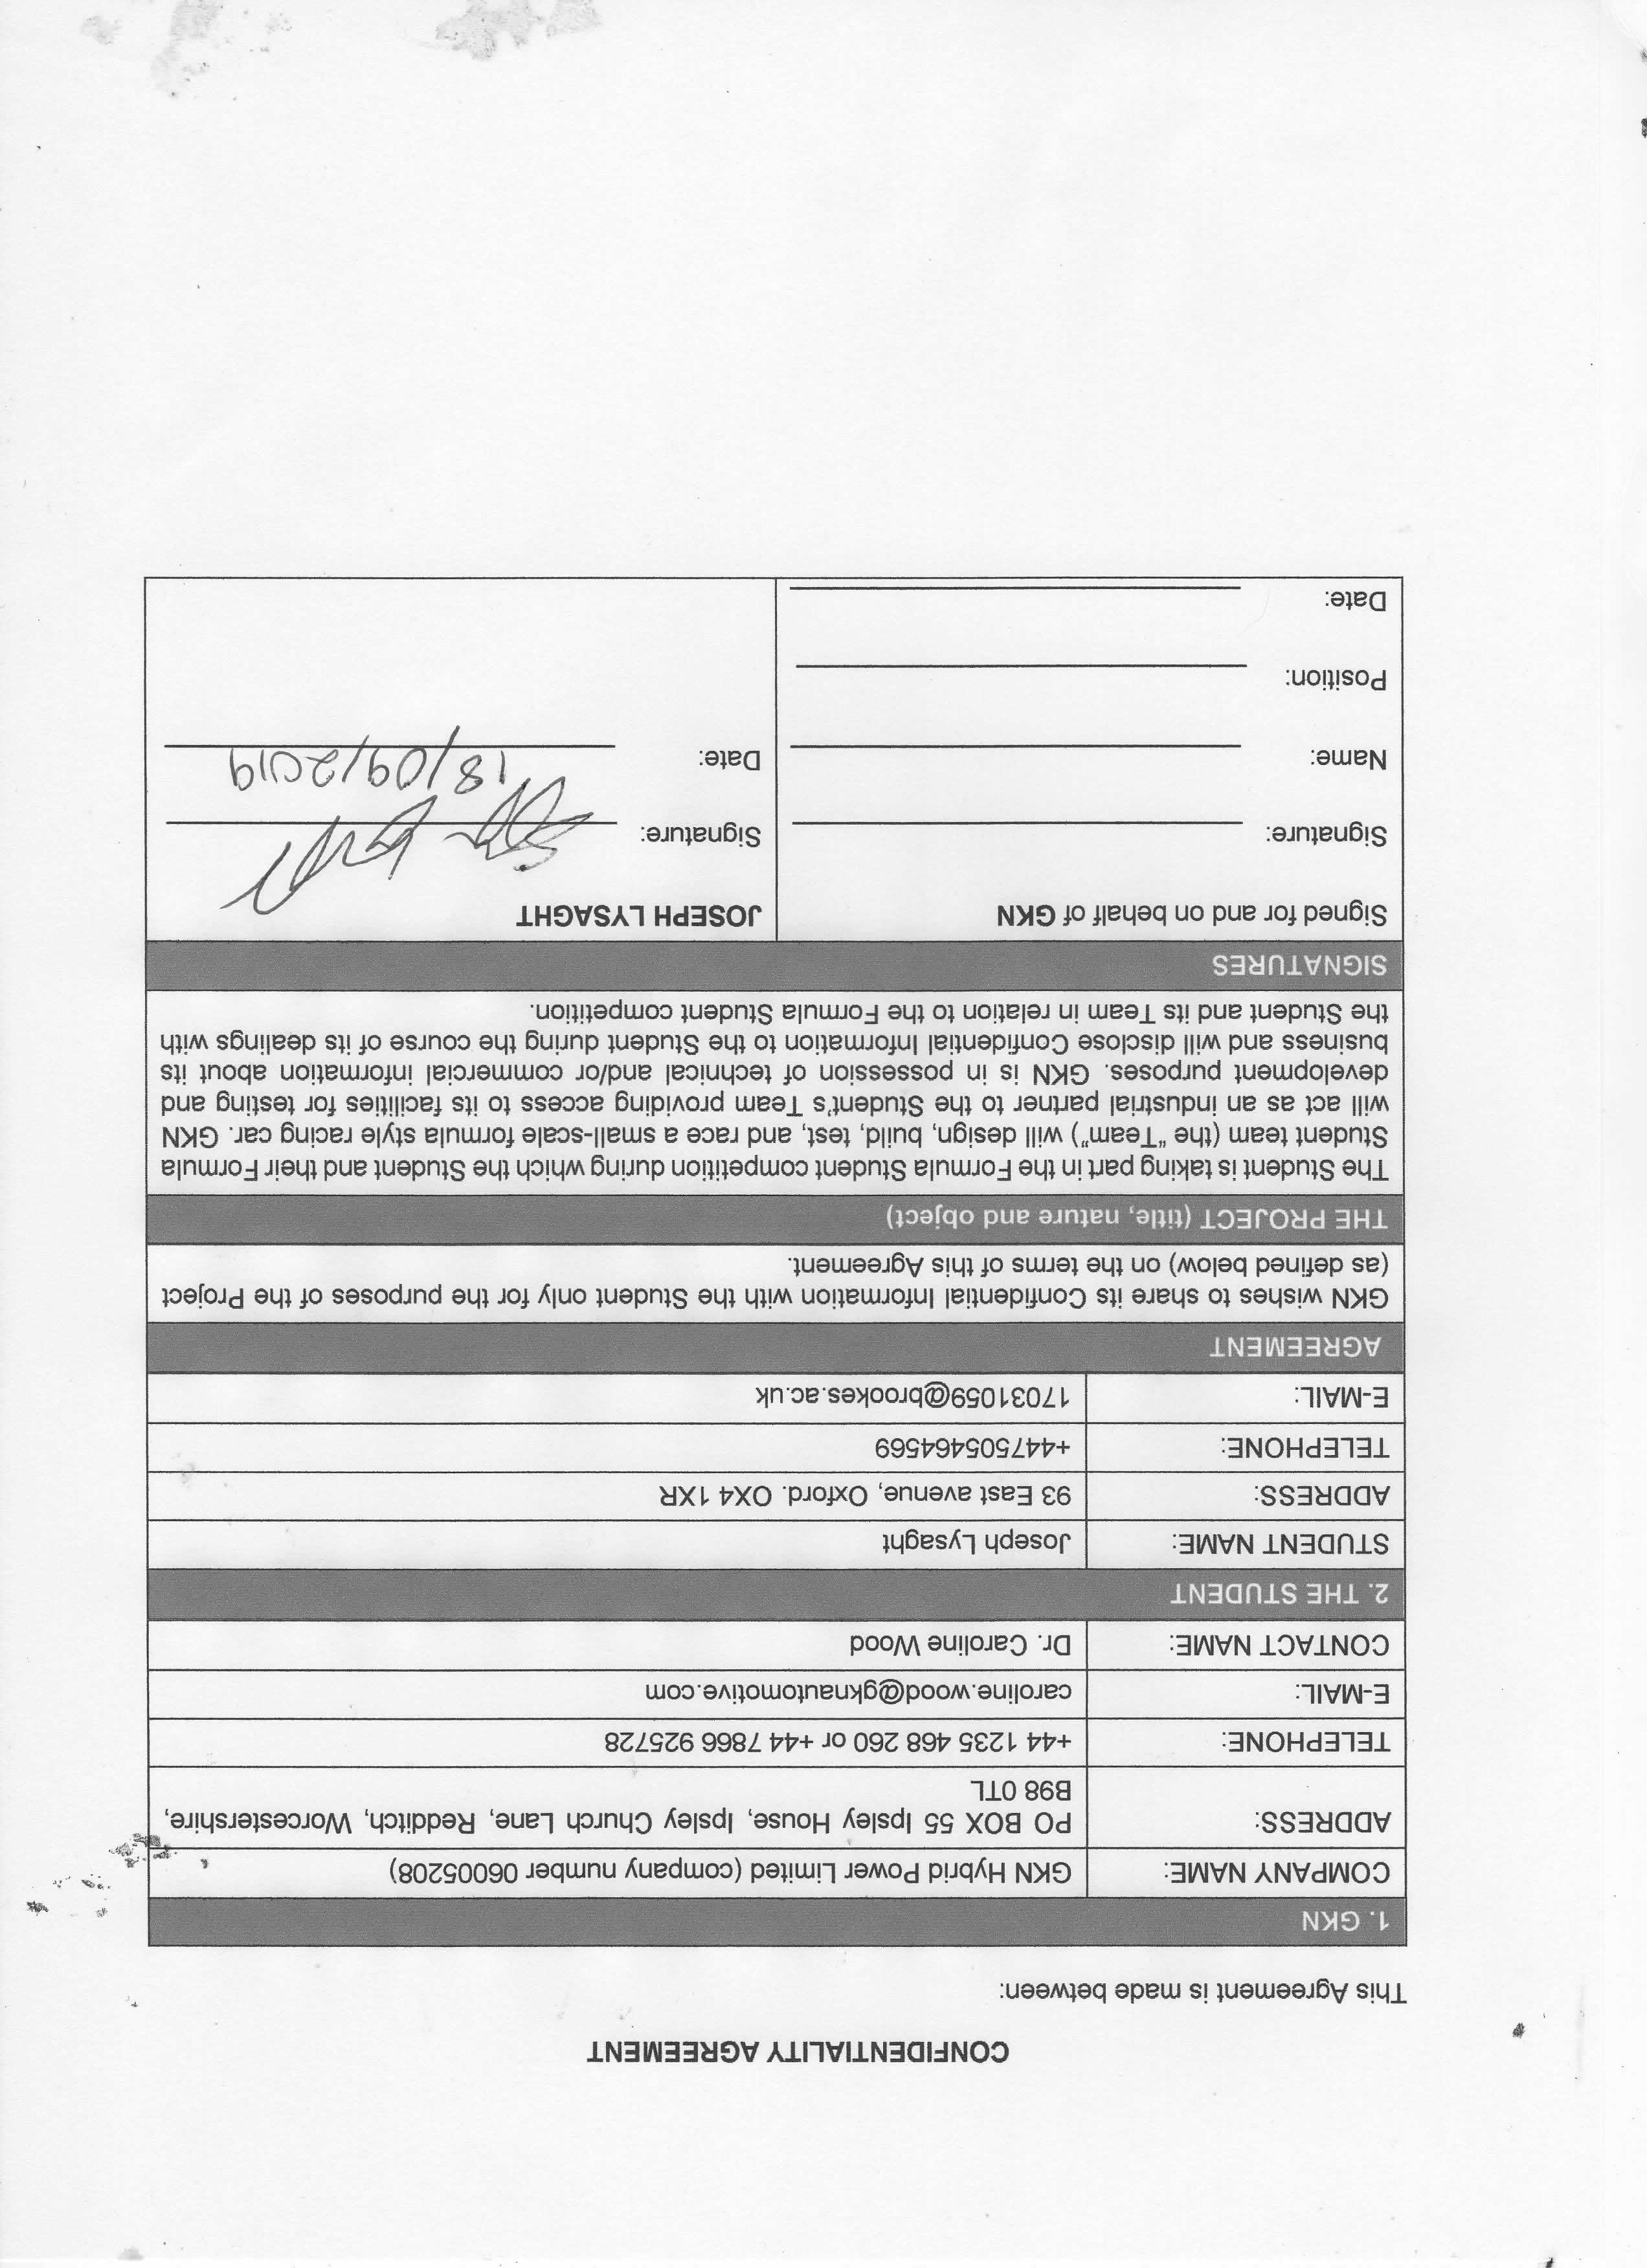 CONFIDENTIALITY AGREEMENT
This Agreement is made between:
1. GKN
COMPANY NAME: GKN Hybrid Power Limited (company number 06005208)
ADDRESS: PO BOX 55 Ipsley House, Ipsley Church Lane, Redditch, Worcestershire,
B98 0TL
TELEPHONE: +44 1235 468 260 or +44 7866 925728
E-MAIL: caroline.wood@gknautomotive.com
CONTACT NAME: Dr. Caroline Wood
2. THE STUDENT
STUDENT NAME: Joseph Lysaght
ADDRESS: 93 East avenue, Oxford. OX4 1XR
TELEPHONE: +447505464569
E-MAIL: 17031059@brookes.ac.uk
AGREEMENT
GKN wishes to share its Confidential Information with the Student only for the purposes of the Project
(as defined below) on the terms of this Agreement.
THE PROJECT (title, nature and object)
The Student is taking part in the Formula Student competition during which the Student and their Formula
Student team (the “Team”) will design, build, test, and race a small-scale formula style racing car. GKN
will act as an industrial partner to the Student’s Team providing access to its facilities for testing and
development purposes. GKN is in possession of technical and/or commercial information about its
business and will disclose Confidential Information to the Student during the course of its dealings with
the Student and its Team in relation to the Formula Student competition.
SIGNATURES
Signed for and on behalf of GKN
Signature:
Name:
Position:
Date:
JOSEPH LYSAGHT
Signature:
Date: 18/09/2019